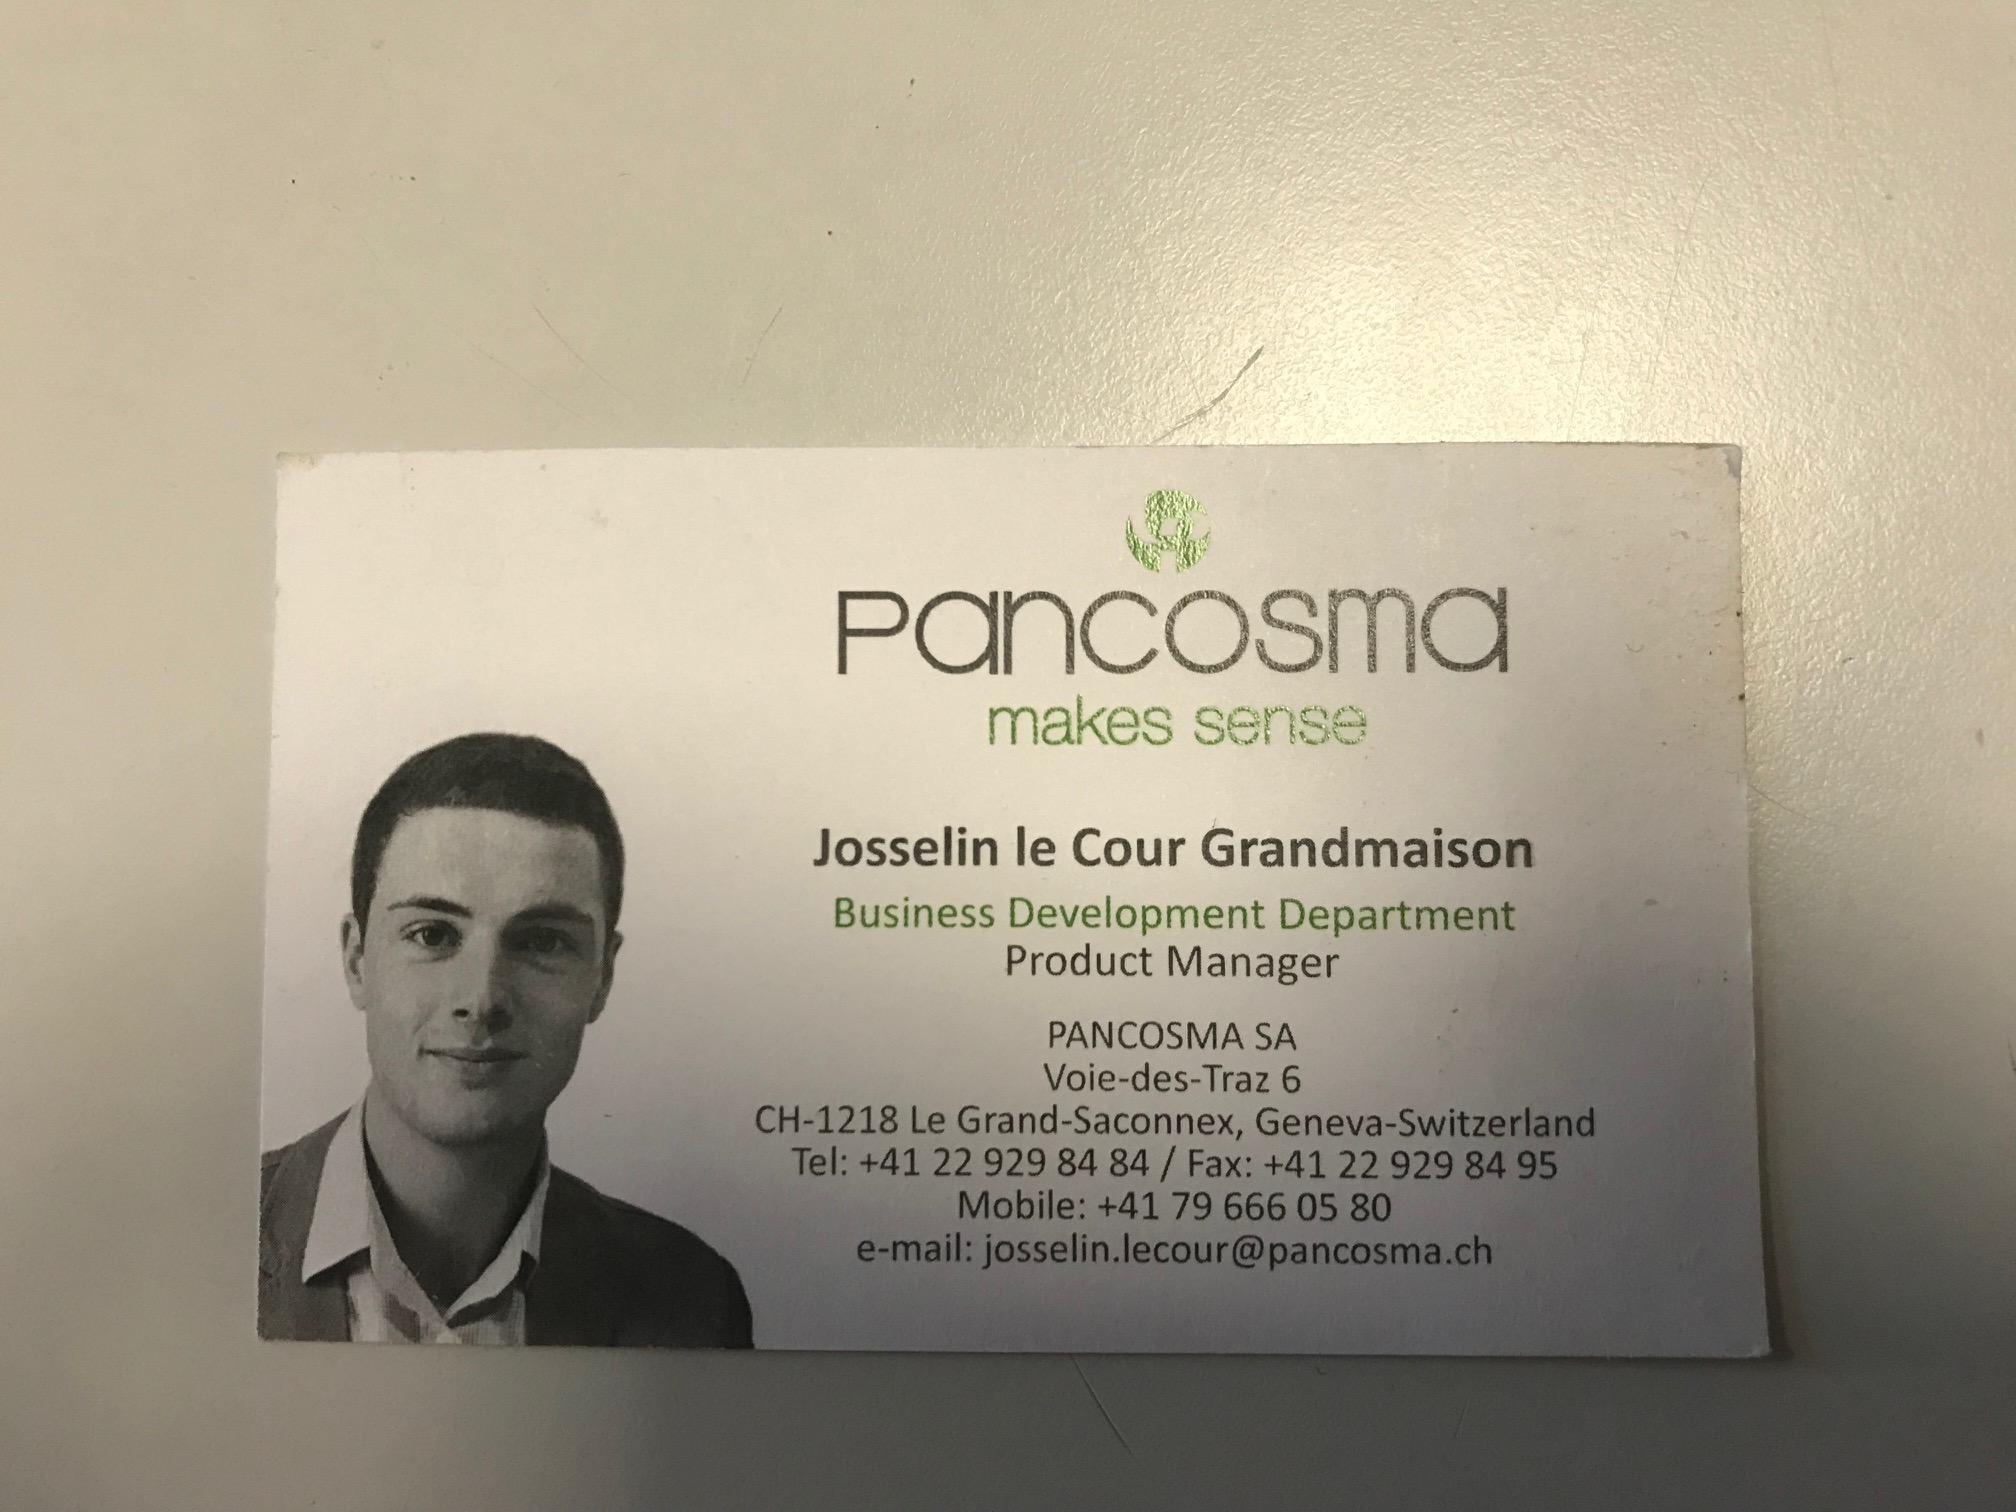 pancosma
makes sense
Josselin le Cour Grandmaison
Business Development Department
Product Manager
PANCOSMA SA
Voie-des-Traz 6
CH-1218 Le Grand-Saconnex, Geneva-Switzerland
Tel: +41 22 929 84 84 / Fax: +41 22 929 84 95
Mobile: +41 79 666 05 80
e-mail: josselin.lecour@pancosma.ch